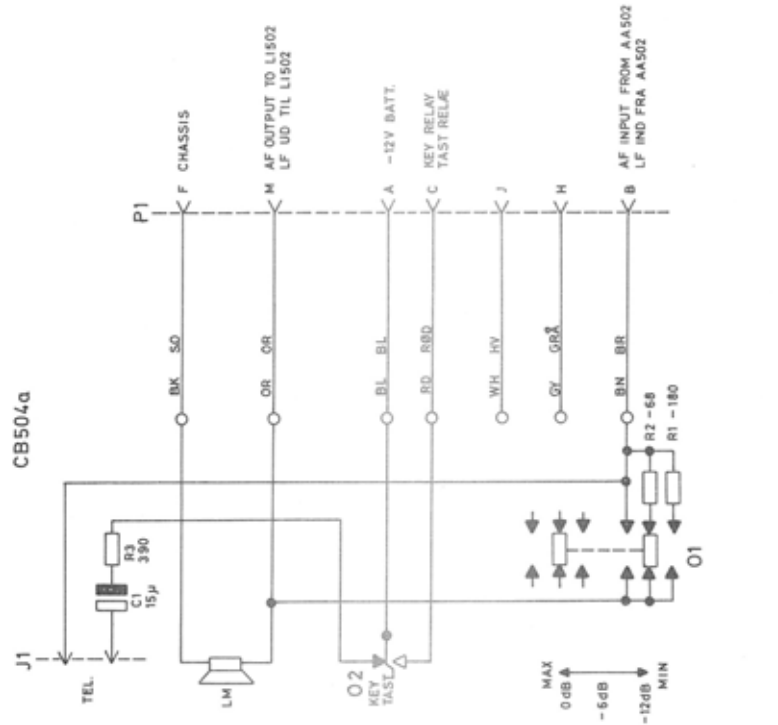 CB504a
P1
F CHASSIS
M AF OUTPUT TO L1502
LF UD TIL L1502
A -12V BATT.
C KEY RELAY
TAST RELÆ
J
H
B AF INPUT FROM AA502
LF IND FRA AA502
BK SO
OR OR
BL BL
RD RØD
WH HV
GY GRÅ
BN BR
R2 - 68
R1 - 180
R3
390
C1
15µ
J1
TEL.
LM
O2
KEY
TAST
O1
MAX
0dB
-6dB
-12dB
MIN